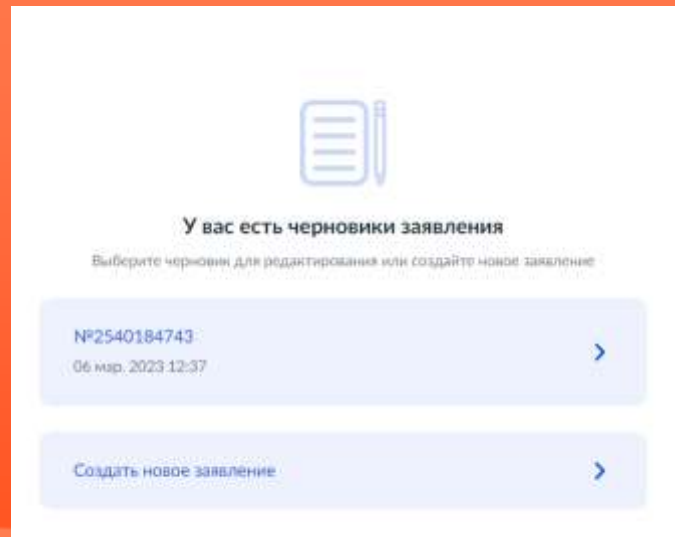 У вас есть черновики заявления
Выберите черновик для редактирования или создайте новое заявление
№2540184743
06 мар. 2023 12:37
Создать новое заявление